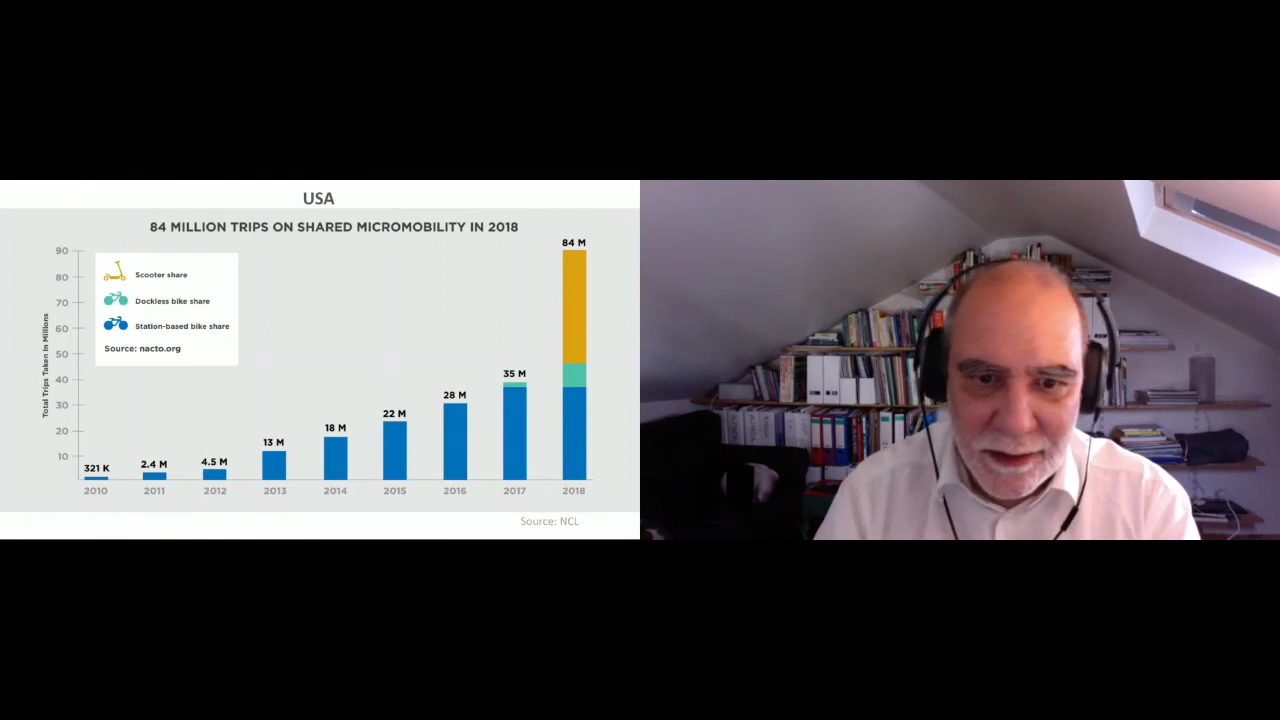 USA
84 MILLION TRIPS ON SHARED MICROMOBILITY IN 2018
Total Trips Taken In Millions
90
80
70
60
50
40
30
20
10
Scooter share
Dockless bike share
Station-based bike share
Source: nacto.org
321 K
2.4 M
4.5 M
13 M
18 M
22 M
28 M
35 M
84 M
2010 2011 2012 2013 2014 2015 2016 2017 2018
Source: NCL